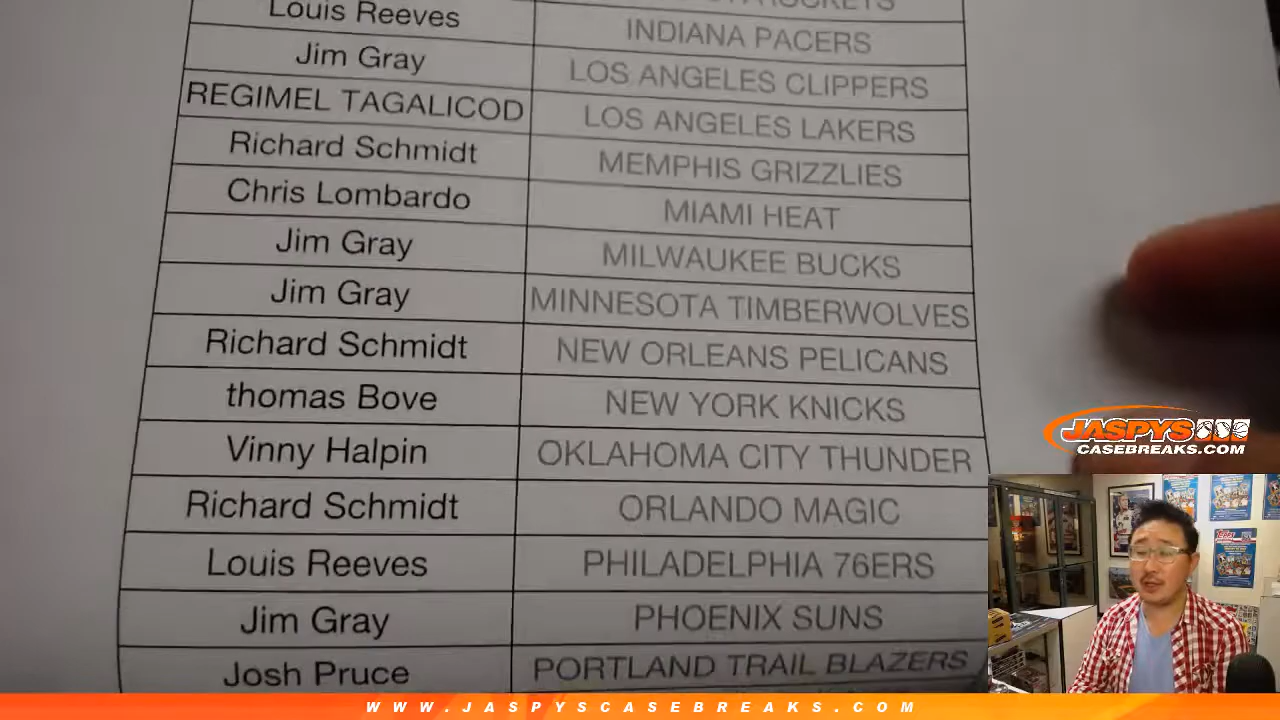 ROCKETS
Louis Reeves INDIANA PACERS
Jim Gray LOS ANGELES CLIPPERS
REGIMEL TAGALICOD LOS ANGELES LAKERS
Richard Schmidt MEMPHIS GRIZZLIES
Chris Lombardo MIAMI HEAT
Jim Gray MILWAUKEE BUCKS
Jim Gray MINNESOTA TIMBERWOLVES
Richard Schmidt NEW ORLEANS PELICANS
thomas Bove NEW YORK KNICKS
Vinny Halpin OKLAHOMA CITY THUNDER
Richard Schmidt ORLANDO MAGIC
Louis Reeves PHILADELPHIA 76ERS
Jim Gray PHOENIX SUNS
Josh Pruce PORTLAND TRAIL BLAZERS
JASPYS
CASEBREAKS.COM
WWW.JASPYSCASEBREAKS.COM